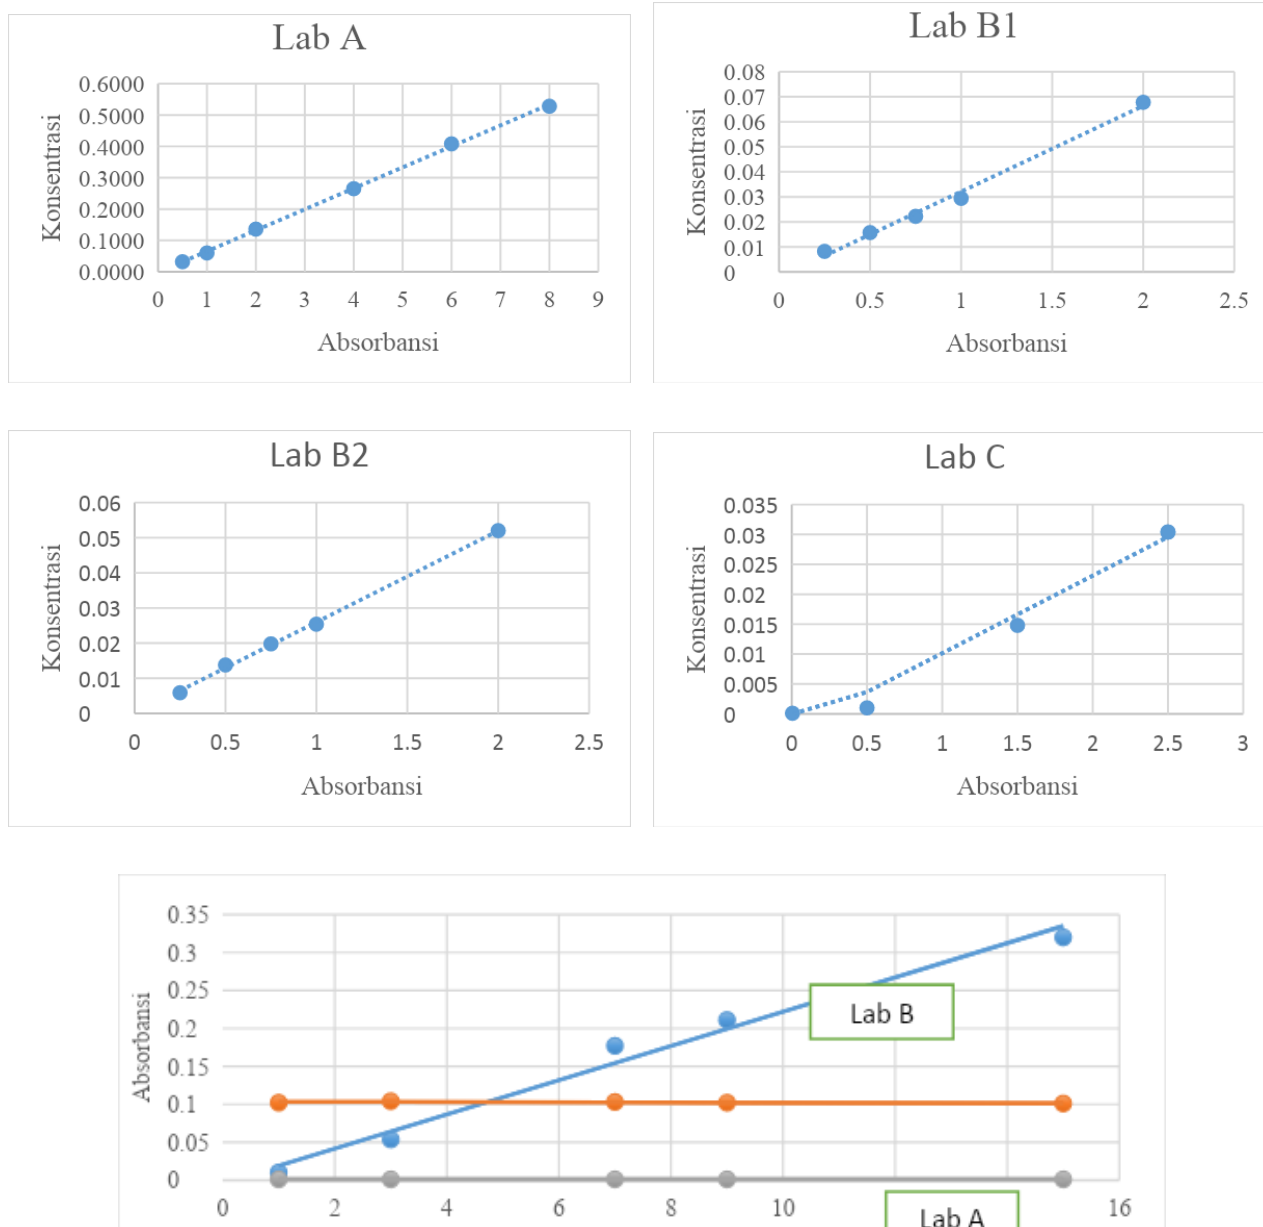 Lab A
0.6000
0.5000
0.4000
0.3000
0.2000
0.1000
0.0000
Konsentrasi
0 1 2 3 4 5 6 7 8 9
Absorbansi
Lab B1
0.08
0.07
0.06
0.05
0.04
0.03
0.02
0.01
0
Konsentrasi
0 0.5 1 1.5 2 2.5
Absorbansi
Lab B2
0.06
0.05
0.04
0.03
0.02
0.01
0
Konsentrasi
0 0.5 1 1.5 2 2.5
Absorbansi
Lab C
0.035
0.03
0.025
0.02
0.015
0.01
0.005
0
Konsentrasi
0 0.5 1 1.5 2 2.5 3
Absorbansi
0.35
0.3
0.25
0.2
0.15
0.1
0.05
0
Absorbansi
Lab B
0 2 4 6 8 10 16
Lab A